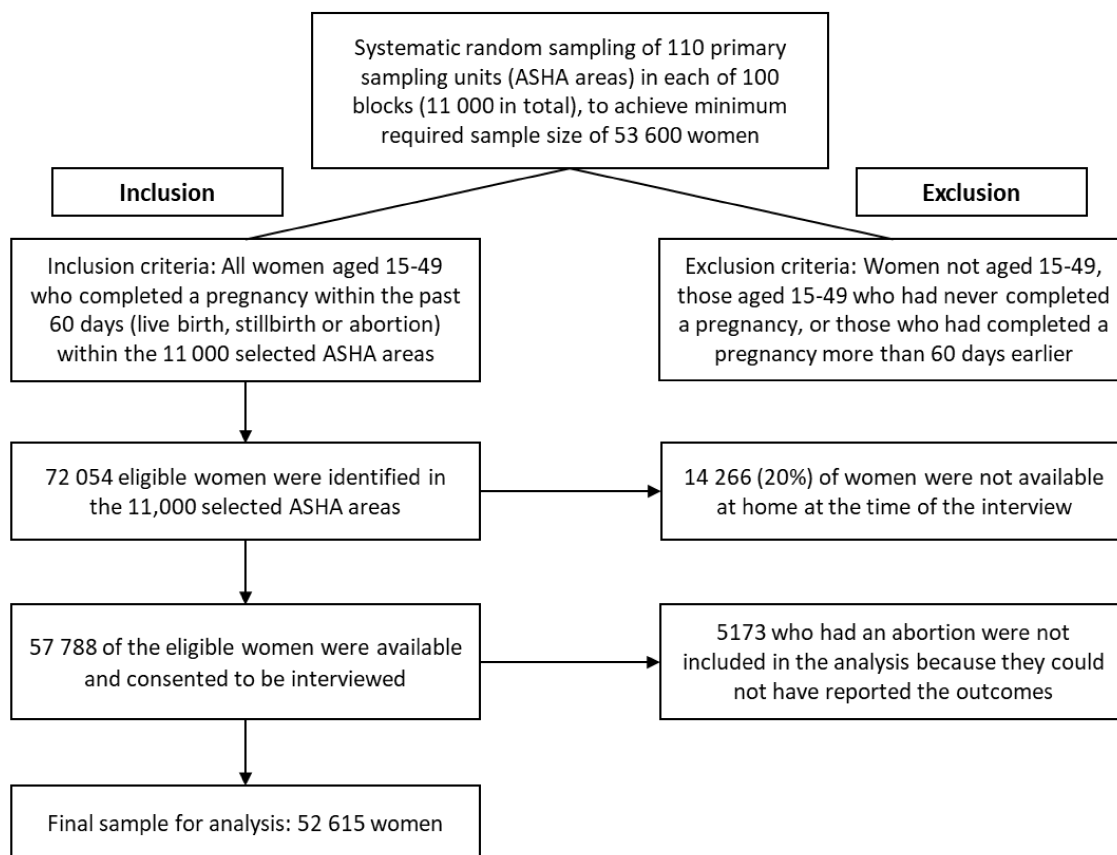 Systematic random sampling of 110 primary
sampling units (ASHA areas) in each of 100
blocks (11 000 in total), to achieve minimum
required sample size of 53 600 women
Inclusion
Exclusion
Inclusion criteria: All women aged 15-49
who completed a pregnancy within the past
60 days (live birth, stillbirth or abortion)
within the 11 000 selected ASHA areas
Exclusion criteria: Women not aged 15-49,
those aged 15-49 who had never completed
a pregnancy, or those who had completed a
pregnancy more than 60 days earlier
72 054 eligible women were identified in
the 11,000 selected ASHA areas
14 266 (20%) of women were not available
at home at the time of the interview
57 788 of the eligible women were available
and consented to be interviewed
5173 who had an abortion were not
included in the analysis because they could
not have reported the outcomes
Final sample for analysis: 52 615 women